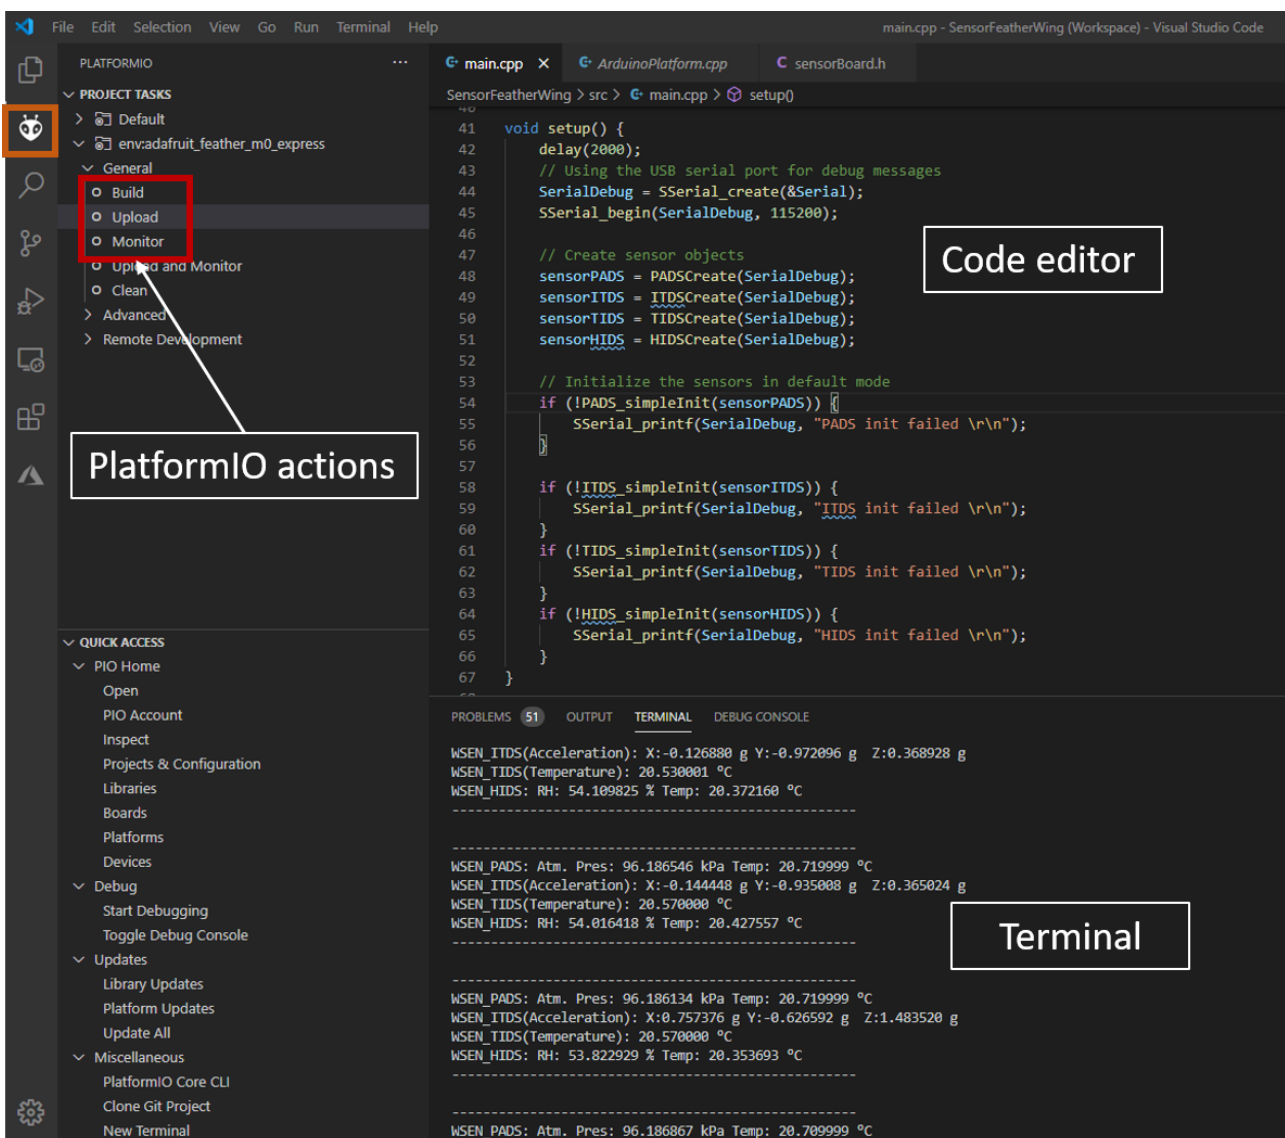 File Edit Selection View Go Run Terminal Help
main.cpp - SensorFeatherWing (Workspace) - Visual Studio Code
PLATFORMIO ···
PROJECT TASKS
Default
env:adafruit_feather_m0_express
General
Build
Upload
Monitor
Upload and Monitor
Clean
Advanced
Remote Development
PlatformIO actions
QUICK ACCESS
PIO Home
Open
PIO Account
Inspect
Projects & Configuration
Libraries
Boards
Platforms
Devices
Debug
Start Debugging
Toggle Debug Console
Updates
Library Updates
Platform Updates
Update All
Miscellaneous
PlatformIO Core CLI
Clone Git Project
New Terminal
main.cpp ArduinoPlatform.cpp C sensorBoard.h
SensorFeatherWing > src > main.cpp > setup()
40
41 void setup() {
42 delay(2000);
43 // Using the USB serial port for debug messages
44 SerialDebug = SSerial_create(&Serial);
45 SSerial_begin(SerialDebug, 115200);
46
47 // Create sensor objects
48 sensorPADS = PADSCreate(SerialDebug);
49 sensorITDS = ITDSCreate(SerialDebug);
50 sensorTIDS = TIDSCreate(SerialDebug);
51 sensorHIDS = HIDSCreate(SerialDebug);
52
53 // Initialize the sensors in default mode
54 if (!PADS_simpleInit(sensorPADS)) {
55 SSerial_printf(SerialDebug, "PADS init failed \r\n");
56 }
57
58 if (!ITDS_simpleInit(sensorITDS)) {
59 SSerial_printf(SerialDebug, "ITDS init failed \r\n");
60 }
61 if (!TIDS_simpleInit(sensorTIDS)) {
62 SSerial_printf(SerialDebug, "TIDS init failed \r\n");
63 }
64 if (!HIDS_simpleInit(sensorHIDS)) {
65 SSerial_printf(SerialDebug, "HIDS init failed \r\n");
66 }
67 }
Code editor
PROBLEMS 51 OUTPUT TERMINAL DEBUG CONSOLE
WSEN_ITDS(Acceleration): X:-0.126880 g Y:-0.972096 g Z:0.368928 g
WSEN_TIDS(Temperature): 20.530001 ºC
WSEN_HIDS: RH: 54.109825 % Temp: 20.372160 ºC
----------------------------------------------------
----------------------------------------------------
WSEN_PADS: Atm. Pres: 96.186546 kPa Temp: 20.719999 ºC
WSEN_ITDS(Acceleration): X:-0.144448 g Y:-0.935008 g Z:0.365024 g
WSEN_TIDS(Temperature): 20.570000 ºC
WSEN_HIDS: RH: 54.016418 % Temp: 20.427557 ºC
----------------------------------------------------
----------------------------------------------------
WSEN_PADS: Atm. Pres: 96.186134 kPa Temp: 20.719999 ºC
WSEN_ITDS(Acceleration): X:0.757376 g Y:-0.626592 g Z:1.483520 g
WSEN_TIDS(Temperature): 20.570000 ºC
WSEN_HIDS: RH: 53.822929 % Temp: 20.353693 ºC
----------------------------------------------------
----------------------------------------------------
WSEN_PADS: Atm. Pres: 96.186867 kPa Temp: 20.709999 ºC
Terminal